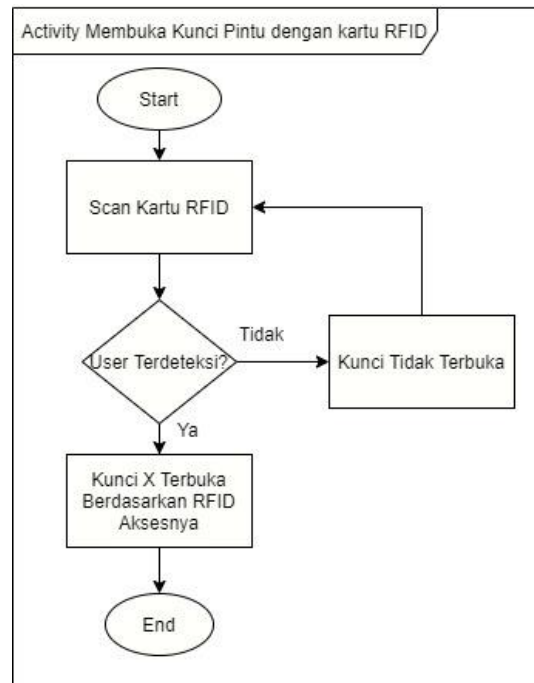 Activity Membuka Kunci Pintu dengan kartu RFID
Start
Scan Kartu RFID
User Terdeteksi?
Tidak
Kunci Tidak Terbuka
Ya
Kunci X Terbuka
Berdasarkan RFID
Aksesnya
End